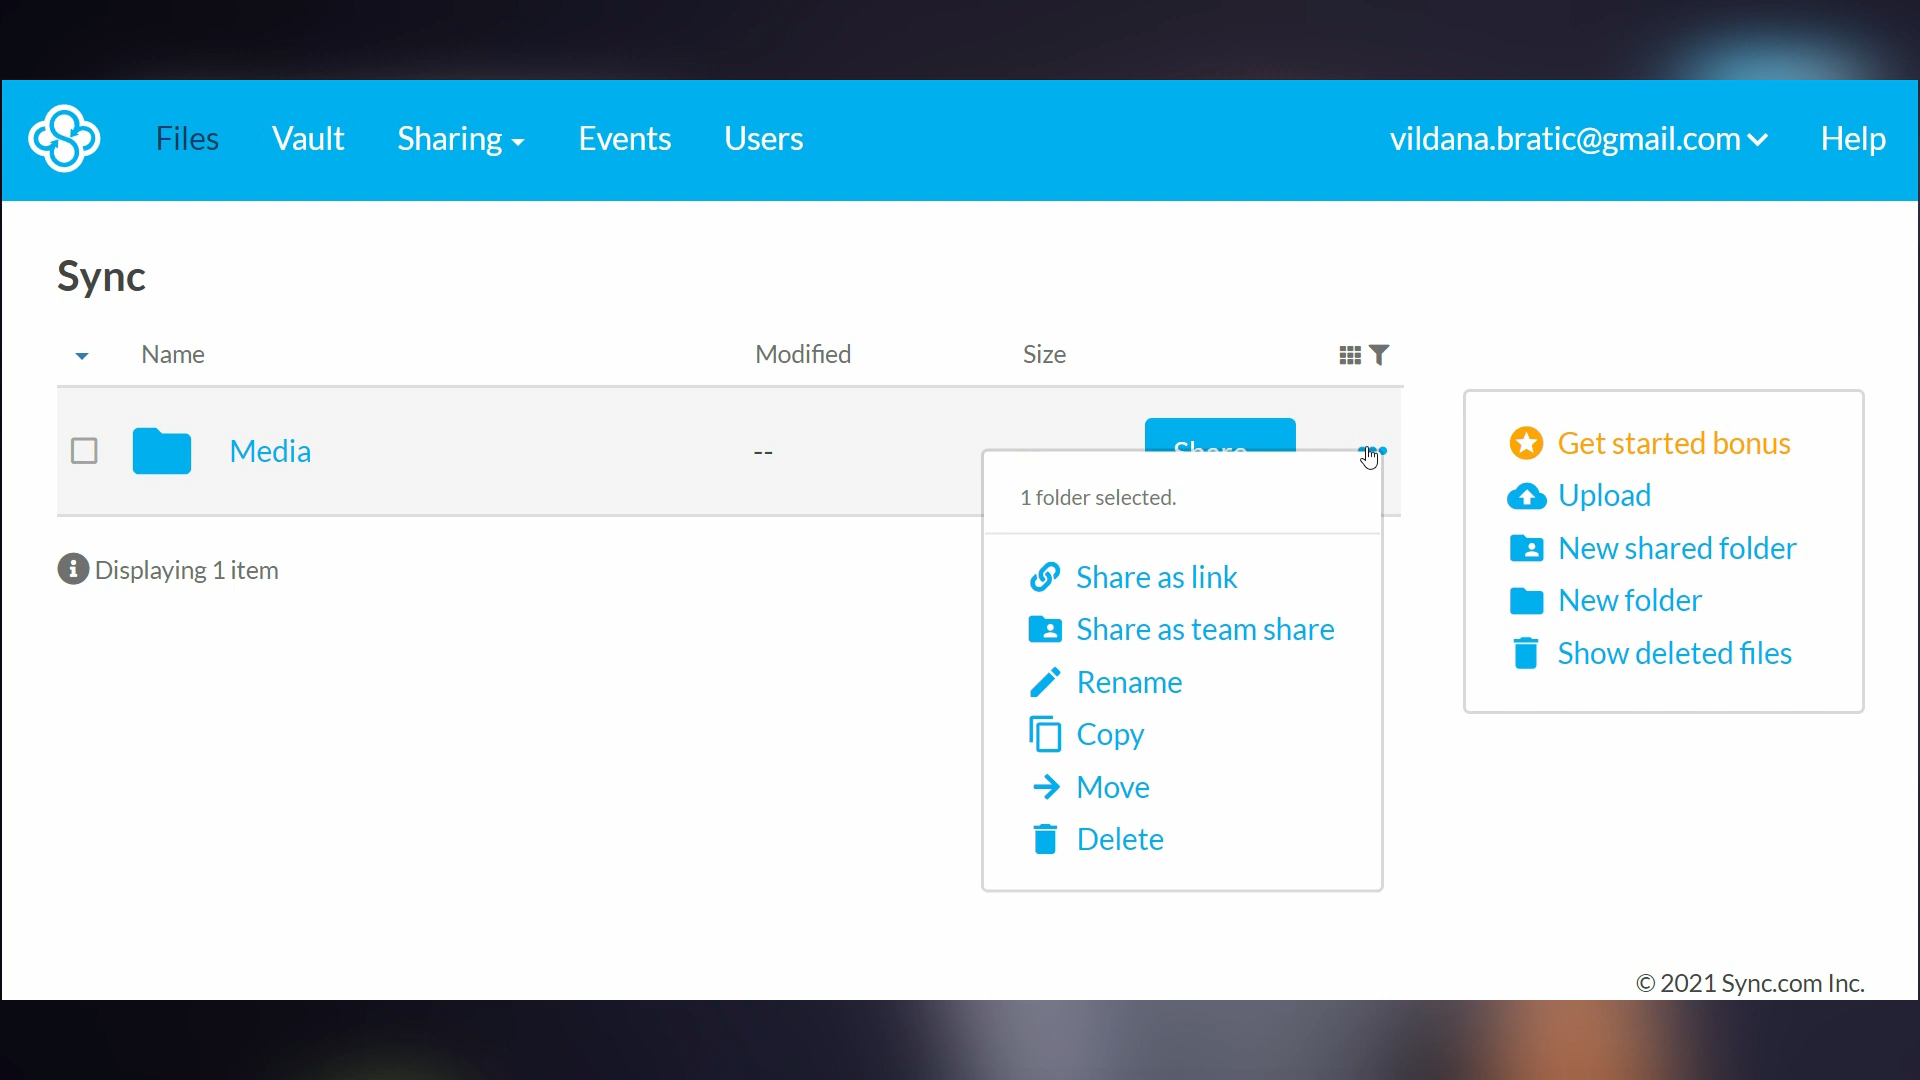 Files Vault Sharing Events Users vildana.bratic@gmail.com Help
Sync
Name Modified Size
Media -- Share
1 folder selected.
Share as link
Share as team share
Rename
Copy
Move
Delete
Displaying 1 item
Get started bonus
Upload
New shared folder
New folder
Show deleted files
© 2021 Sync.com Inc.